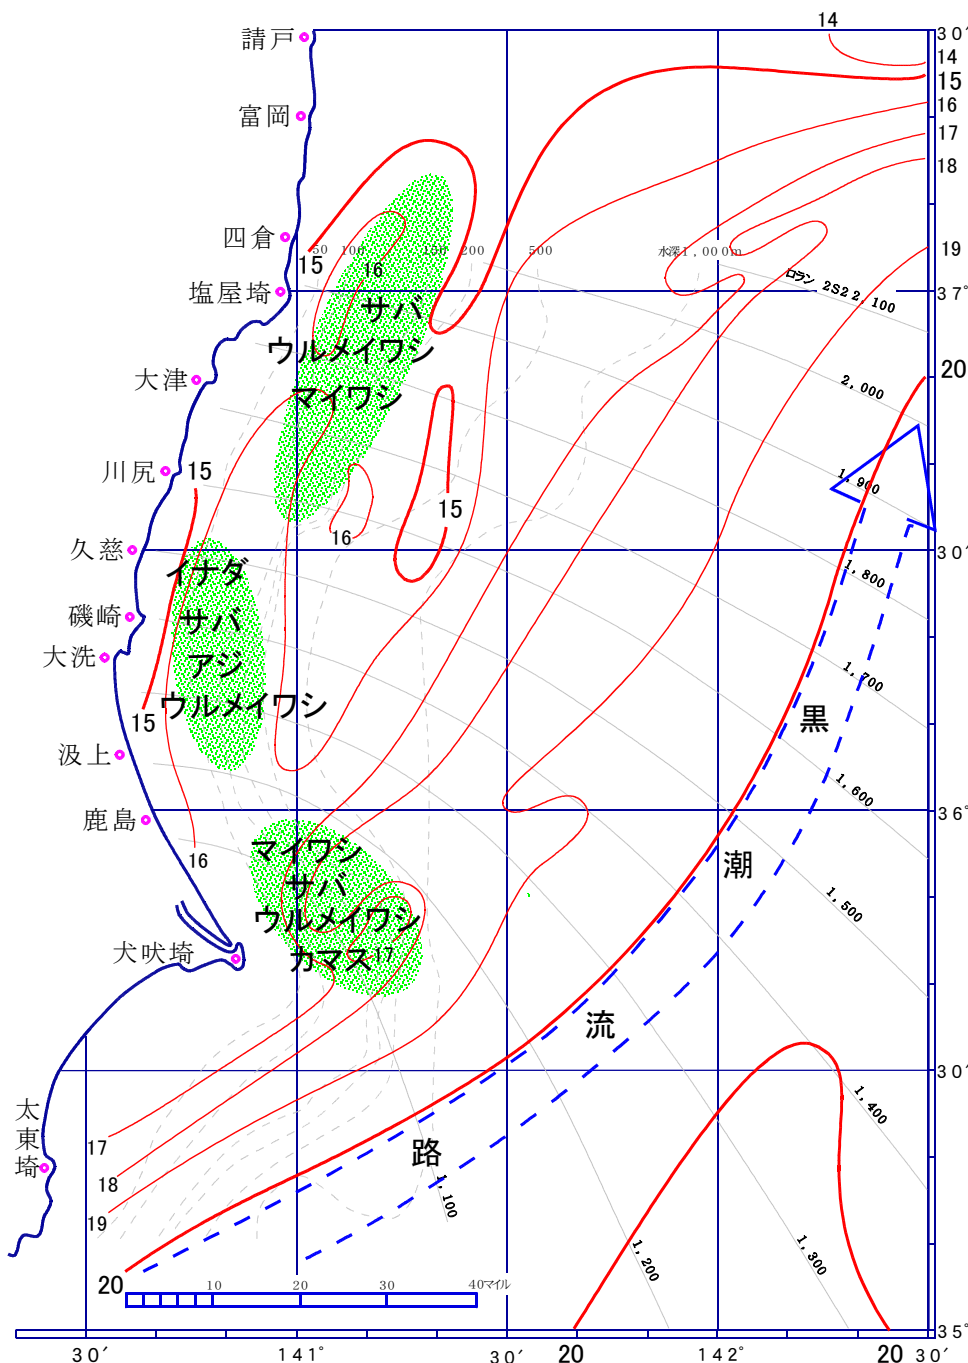 14
30′
請戸
14
15
16
17
18
富岡
四倉
50 100 150 200 500 水深1,000m
19
15
16
ロラン 2S22,100
37°
塩屋埼
サバ
ウルメイワシ
マイワシ
大津
20
2,000
川尻
15
1,900
15
16
久慈
30′
イナダ
サバ
アジ
ウルメイワシ
1,800
磯崎
大洗
1,700
15
黒
汲上
1,600
鹿島
36°
マイワシ
サバ
ウルメイワシ
カマス
17
16
潮
1,500
犬吠埼
流
30′
1,400
太東埼
17
路
18
1,100
19
1,200
1,300
20
10 20 30 40マイル
35°
30′ 141° 30′ 20 142° 20 30′